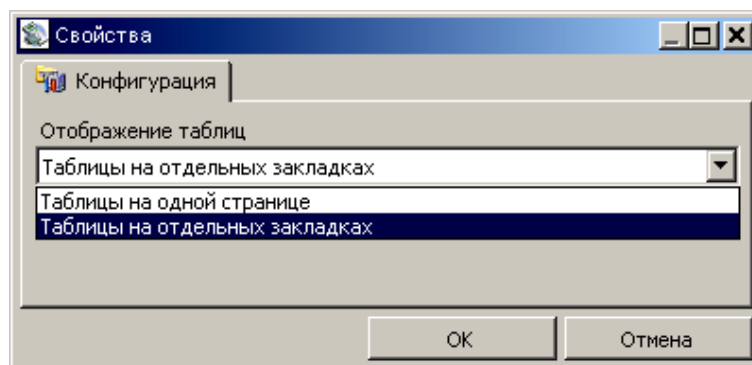 Свойства
Конфигурация
Отображение таблиц
Таблицы на отдельных закладках
Таблицы на одной странице
Таблицы на отдельных закладках
OK
Отмена